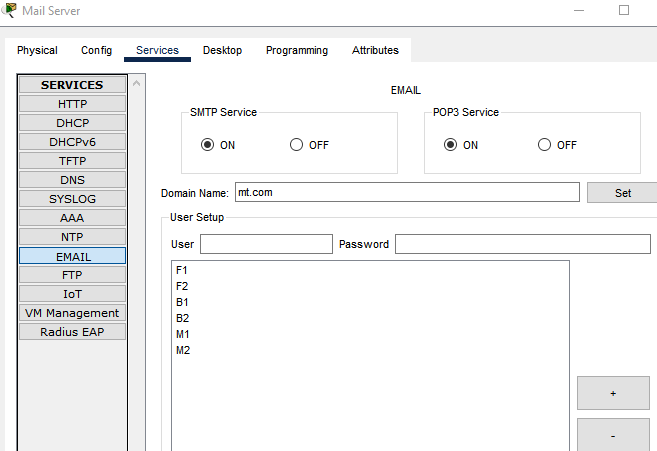 Mail Server
Physical Config Services Desktop Programming Attributes
SERVICES
HTTP
DHCP
DHCPv6
TFTP
DNS
SYSLOG
AAA
NTP
EMAIL
FTP
IoT
VM Management
Radius EAP
EMAIL
SMTP Service
ON OFF
POP3 Service
ON OFF
Domain Name: mt.com Set
User Setup
User Password
F1
F2
B1
B2
M1
M2
+
-